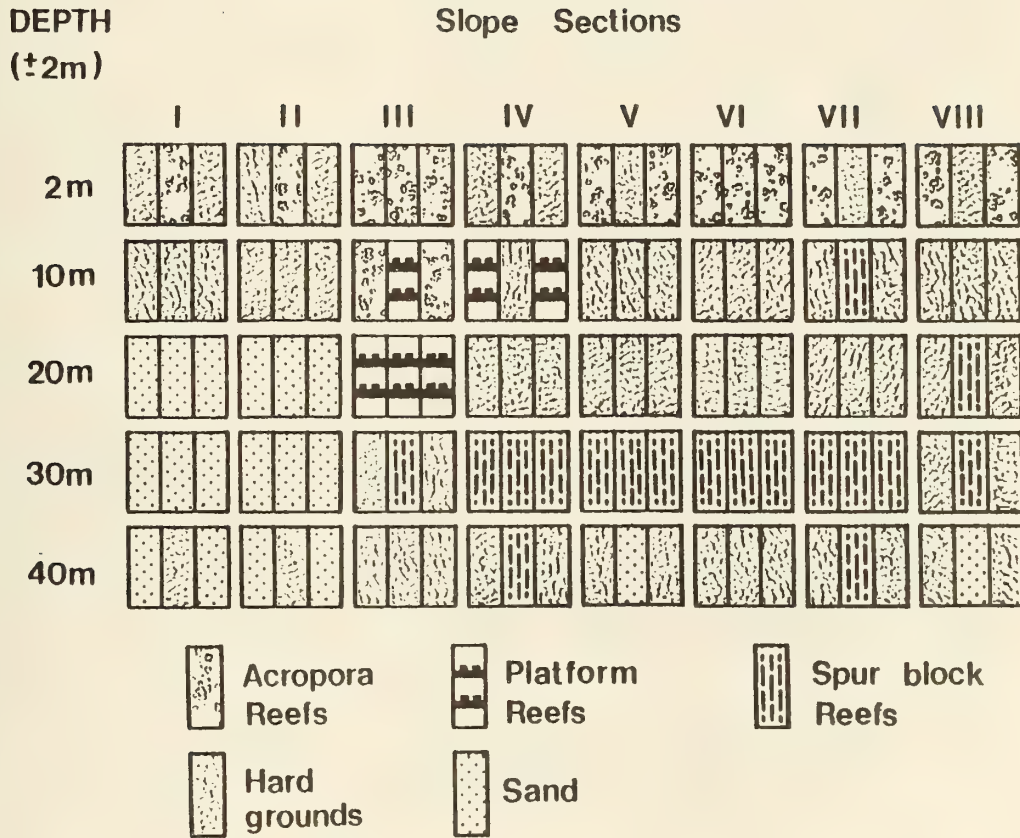 DEPTH
(±2m)
Slope Sections
I II III IV V VI VII VIII
2m
10m
20m
30m
40m
Acropora
Reefs
Platform
Reefs
Spur block
Reefs
Hard
grounds
Sand